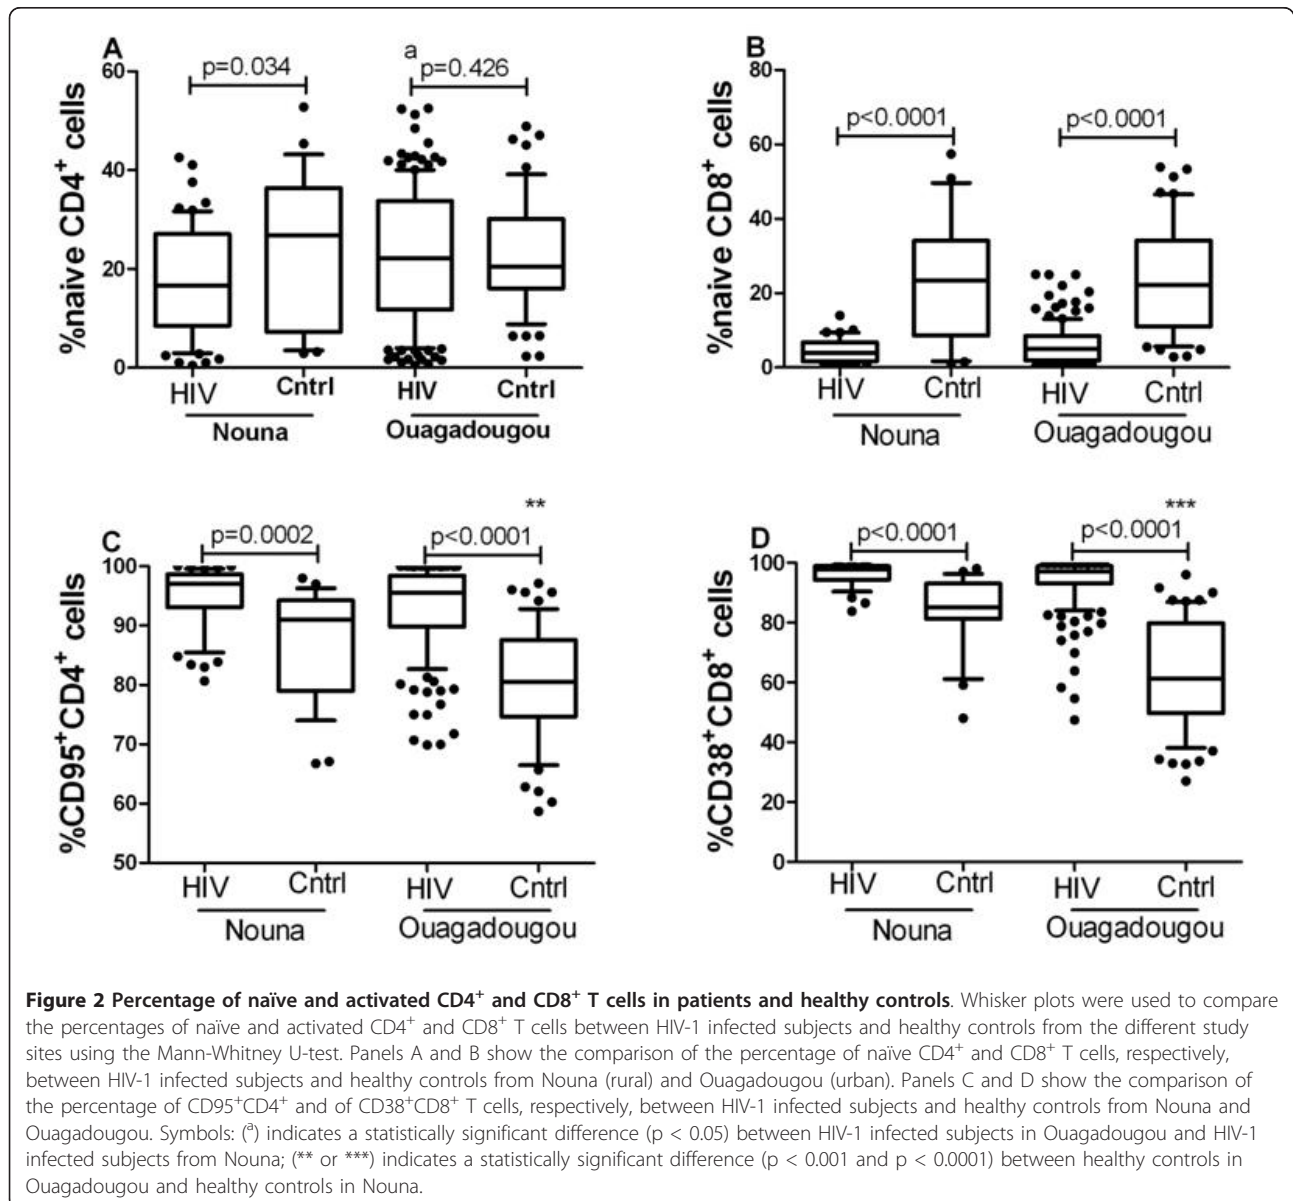 A
a
p=0.034
p=0.426
%naive CD4⁺ cells
60
40
20
0
HIV
Cntrl
HIV
Cntrl
Nouna
Ouagadougou
B
p<0.0001
p<0.0001
%naive CD8⁺ cells
80
60
40
20
0
HIV
Cntrl
HIV
Cntrl
Nouna
Ouagadougou
C
**
p=0.0002
p<0.0001
%CD95⁺CD4⁺ cells
100
90
80
70
60
50
HIV
Cntrl
HIV
Cntrl
Nouna
Ouagadougou
D
***
p<0.0001
p<0.0001
%CD38⁺CD8⁺ cells
100
80
60
40
20
0
HIV
Cntrl
HIV
Cntrl
Nouna
Ouagadougou
Figure 2 Percentage of naïve and activated CD4⁺ and CD8⁺ T cells in patients and healthy controls. Whisker plots were used to compare
the percentages of naïve and activated CD4⁺ and CD8⁺ T cells between HIV-1 infected subjects and healthy controls from the different study
sites using the Mann-Whitney U-test. Panels A and B show the comparison of the percentage of naïve CD4⁺ and CD8⁺ T cells, respectively,
between HIV-1 infected subjects and healthy controls from Nouna (rural) and Ouagadougou (urban). Panels C and D show the comparison of
the percentage of CD95⁺CD4⁺ and of CD38⁺CD8⁺ T cells, respectively, between HIV-1 infected subjects and healthy controls from Nouna and
Ouagadougou. Symbols: (ᵃ) indicates a statistically significant difference (p < 0.05) between HIV-1 infected subjects in Ouagadougou and HIV-1
infected subjects from Nouna; (** or ***) indicates a statistically significant difference (p < 0.001 and p < 0.0001) between healthy controls in
Ouagadougou and healthy controls in Nouna.